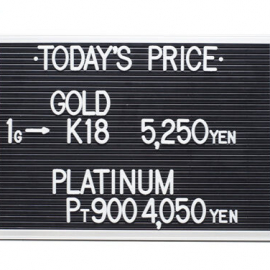 ·TODAY'S PRICE·
GOLD
1G→ K18 5,250YEN
PLATINUM
PT900 4,050YEN